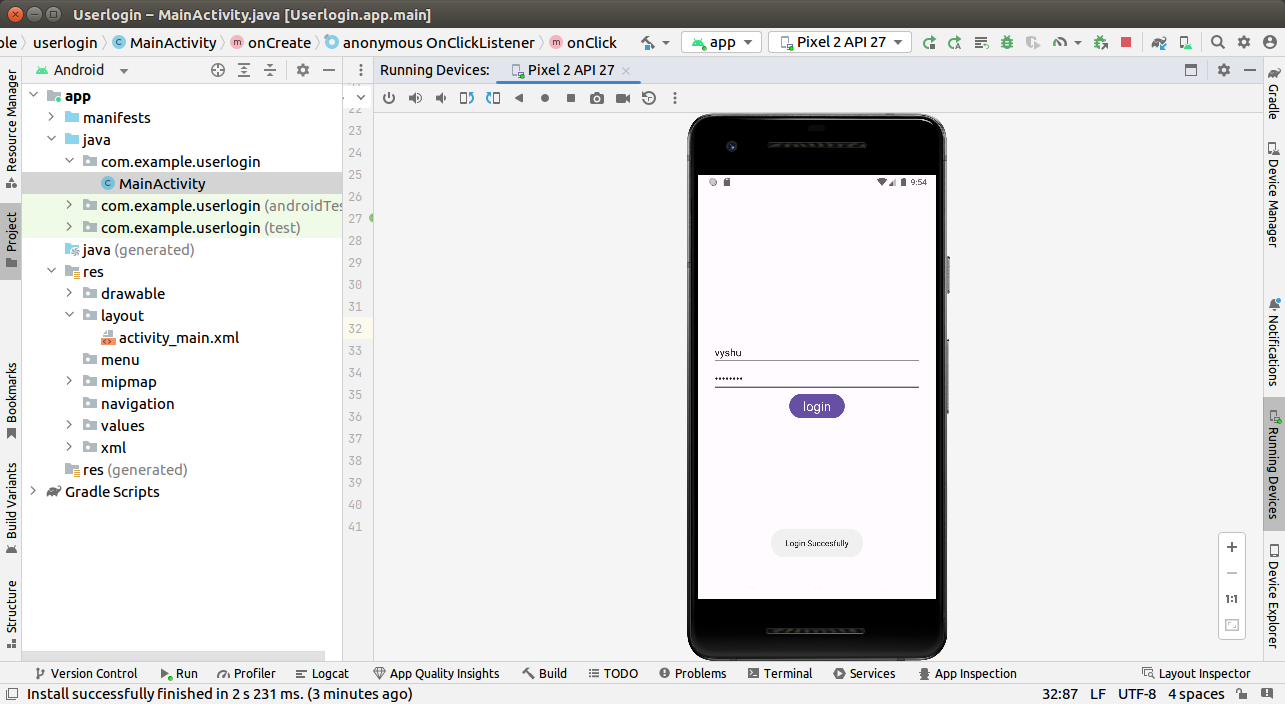 Userlogin – MainActivity.java [Userlogin.app.main]
ple userlogin MainActivity onCreate anonymous OnClickListener onClick app Pixel 2 API 27
Android
Running Devices: Pixel 2 API 27
app
manifests
java
com.example.userlogin
MainActivity
com.example.userlogin (androidTes
com.example.userlogin (test)
java (generated)
res
drawable
layout
activity_main.xml
menu
mipmap
navigation
values
xml
res (generated)
Gradle Scripts
22
23
24
25
26
27
28
29
30
31
32
33
34
35
36
37
38
39
40
41
9:54
vyshu
••••••••
login
Login Succesfully
1:1
Resource Manager
Project
Bookmarks
Build Variants
Structure
Gradle
Device Manager
Notifications
Running Devices
Device Explorer
Version Control Run Profiler Logcat App Quality Insights Build TODO Problems Terminal Services App Inspection Layout Inspector
Install successfully finished in 2 s 231 ms. (3 minutes ago) 32:87 LF UTF-8 4 spaces